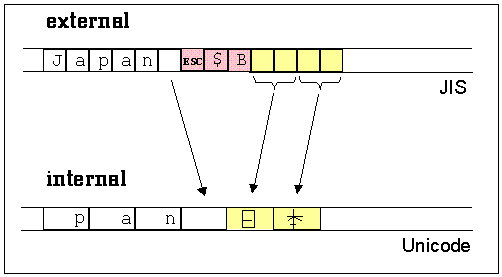 external
J a p a n ESC $ B
JIS
internal
p a n 日 本
Unicode